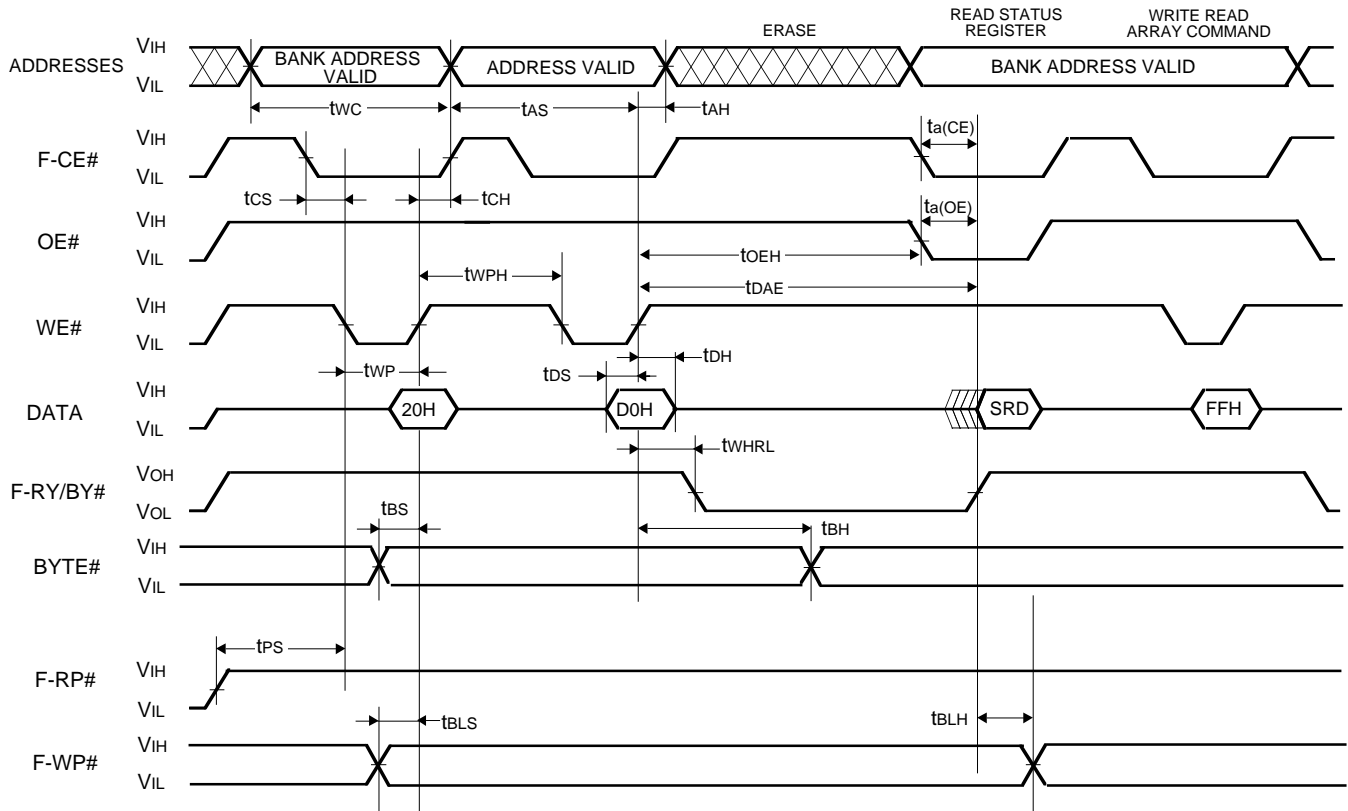 READ STATUS
REGISTER
WRITE READ
ARRAY COMMAND
ERASE
ADDRESSES
VIH
VIL
BANK ADDRESS
VALID
ADDRESS VALID
BANK ADDRESS VALID
tWC
tAS
tAH
F-CE#
VIH
VIL
ta(CE)
tCS
tCH
OE#
VIH
VIL
ta(OE)
tWPH
tOEH
tDAE
WE#
VIH
VIL
tWP
tDS
tDH
DATA
VIH
VIL
20H
D0H
SRD
FFH
tWHRL
F-RY/BY#
VOH
VOL
tBS
tBH
BYTE#
VIH
VIL
tPS
F-RP#
VIH
VIL
tBLS
tBLH
F-WP#
VIH
VIL